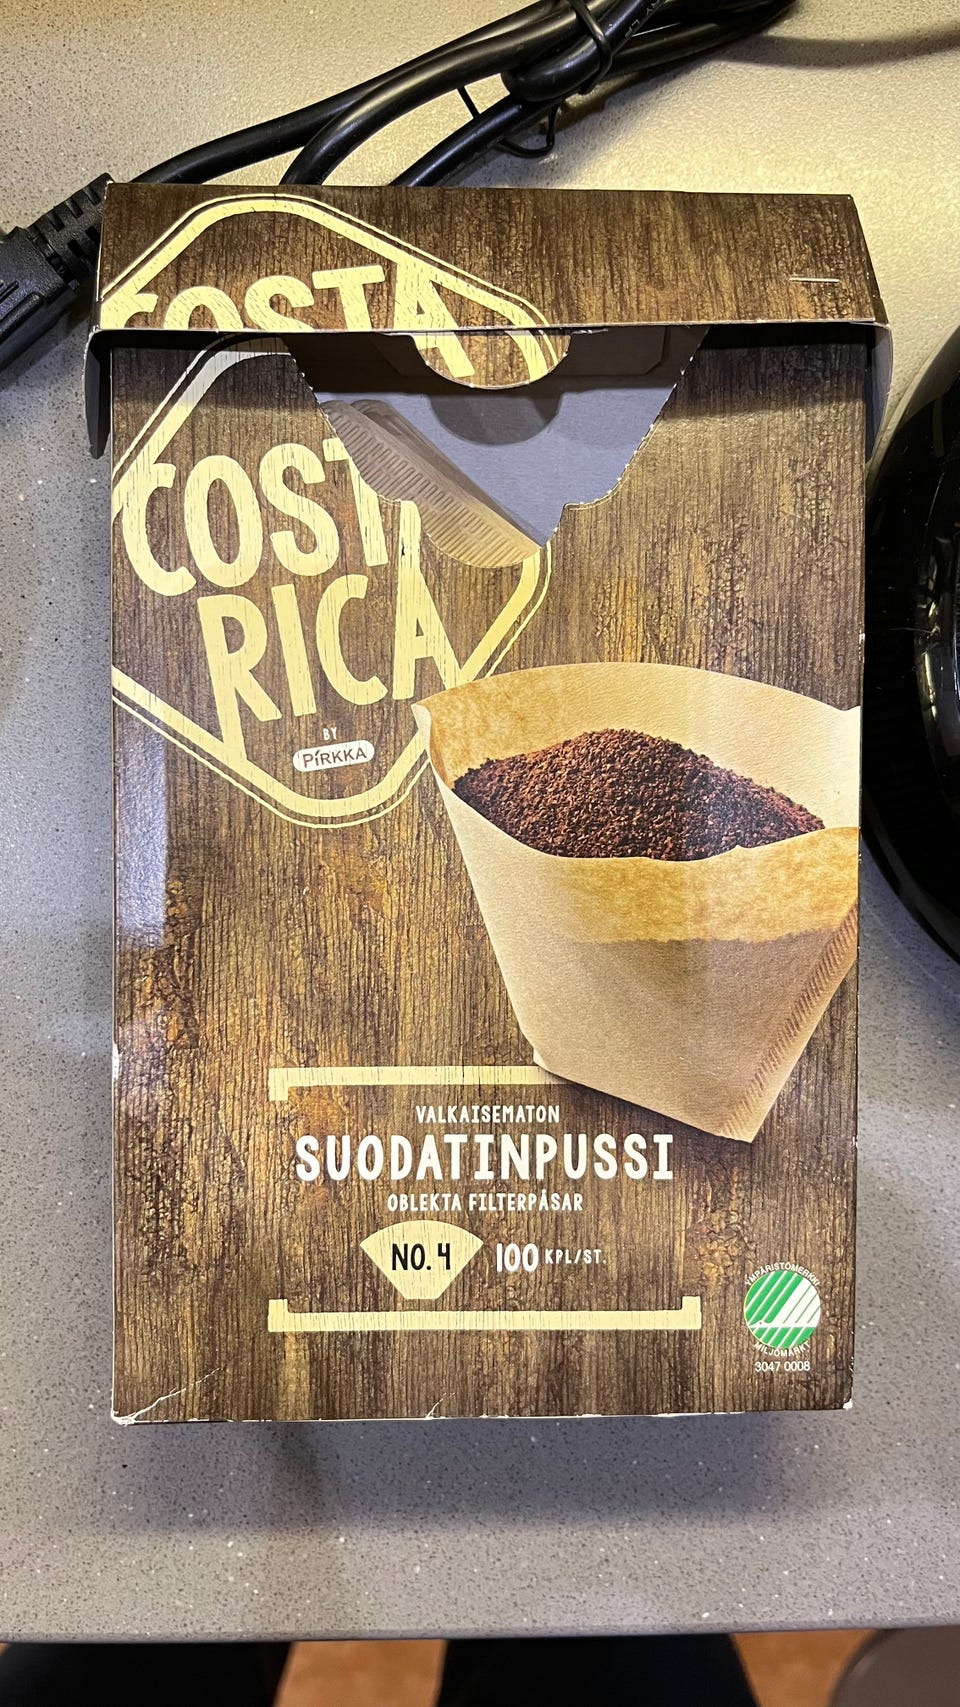 COSTA
COSTA
RICA
BY
PIRKKA
VALKAISEMATON
SUODATINPUSSI
OBLEKTA FILTERPÅSAR
NO. 4 100 KPL/ST.
YMPÄRISTÖMERKKI
MILJÖMÄRKT
3047 0008